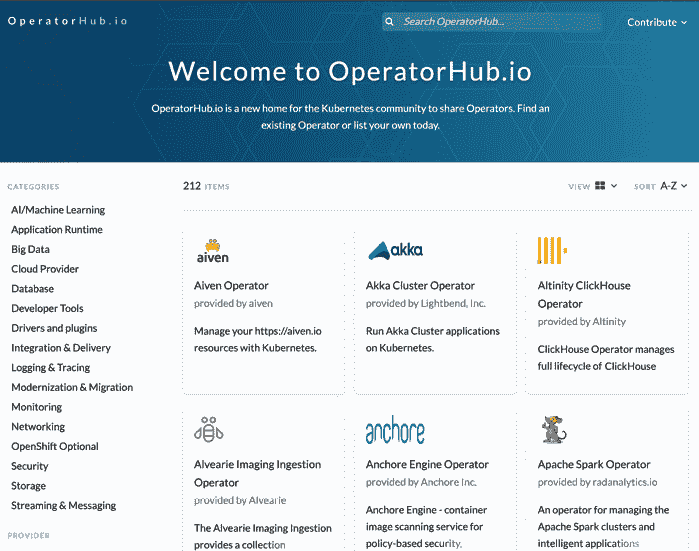 OperatorHub.io
Search OperatorHub...
Contribute
Welcome to OperatorHub.io
OperatorHub.io is a new home for the Kubernetes community to share Operators. Find an
existing Operator or list your own today.
CATEGORIES
AI/Machine Learning
Application Runtime
Big Data
Cloud Provider
Database
Developer Tools
Drivers and plugins
Integration & Delivery
Logging & Tracing
Modernization & Migration
Monitoring
Networking
OpenShift Optional
Security
Storage
Streaming & Messaging
PROVIDER
212 ITEMS
VIEW
SORT A-Z
aiven
Aiven Operator
provided by aiven
Manage your https://aiven.io
resources with Kubernetes.
akka
Akka Cluster Operator
provided by Lightbend, Inc.
Run Akka Cluster applications
on Kubernetes.
Altinity ClickHouse
Operator
provided by Altinity
ClickHouse Operator manages
full lifecycle of ClickHouse
Alvearie Imaging Ingestion
Operator
provided by Alvearie
The Alvearie Imaging Ingestion
provides a collection
anchore
Anchore Engine Operator
provided by Anchore Inc.
Anchore Engine - container
image scanning service for
policy-based security,
Apache Spark Operator
provided by radanalytics.io
An operator for managing the
Apache Spark clusters and
intelligent applications